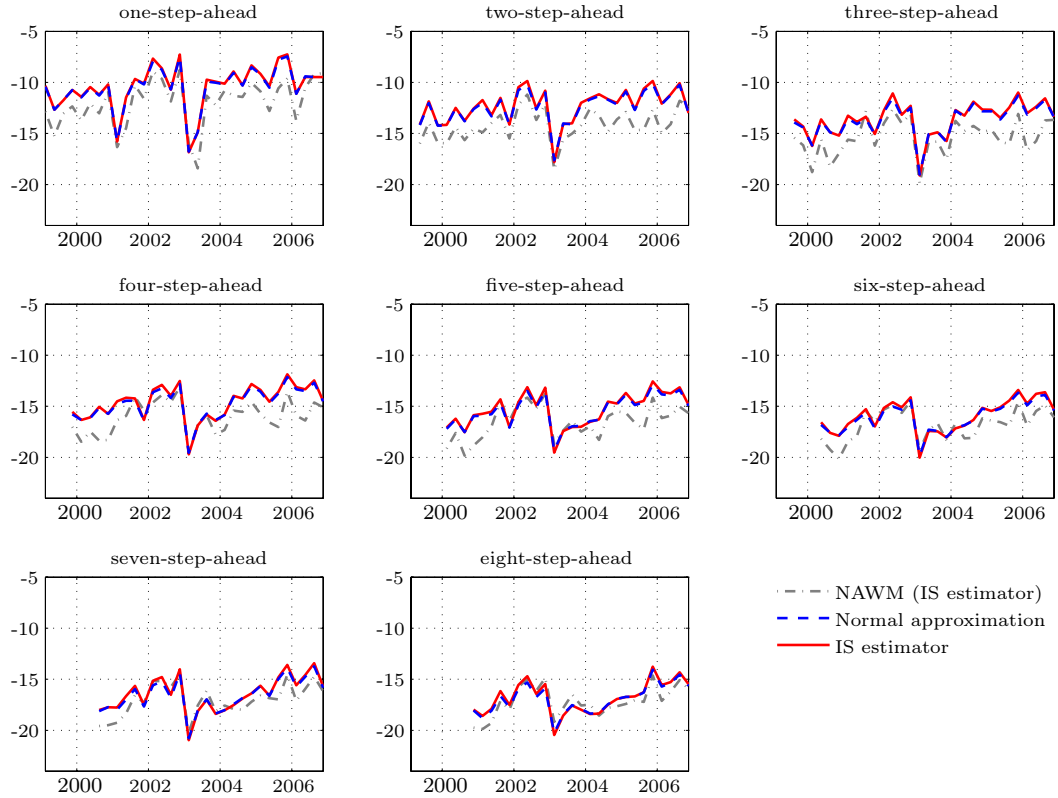 one-step-ahead
two-step-ahead
three-step-ahead
-5
-10
-15
-20
2000 2002 2004 2006
-5
-10
-15
-20
2000 2002 2004 2006
-5
-10
-15
-20
2000 2002 2004 2006
four-step-ahead
five-step-ahead
six-step-ahead
-5
-10
-15
-20
2000 2002 2004 2006
-5
-10
-15
-20
2000 2002 2004 2006
-5
-10
-15
-20
2000 2002 2004 2006
seven-step-ahead
eight-step-ahead
-5
-10
-15
-20
2000 2002 2004 2006
-5
-10
-15
-20
2000 2002 2004 2006
NAWM (IS estimator)
Normal approximation
IS estimator